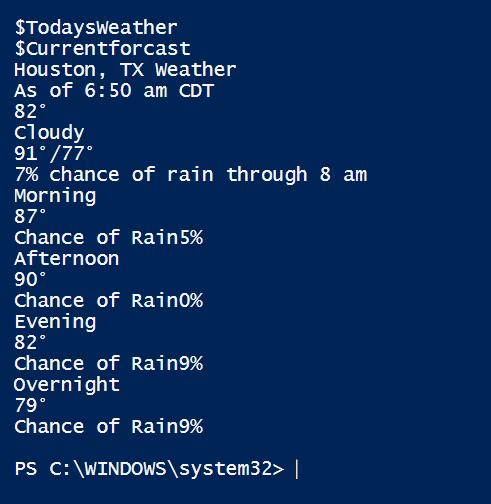 $TodaysWeather
$Currentforcast
Houston, TX Weather
As of 6:50 am CDT
82°
Cloudy
91°/77°
7% chance of rain through 8 am
Morning
87°
Chance of Rain5%
Afternoon
90°
Chance of Rain0%
Evening
82°
Chance of Rain9%
Overnight
79°
Chance of Rain9%
PS C:\WINDOWS\system32>